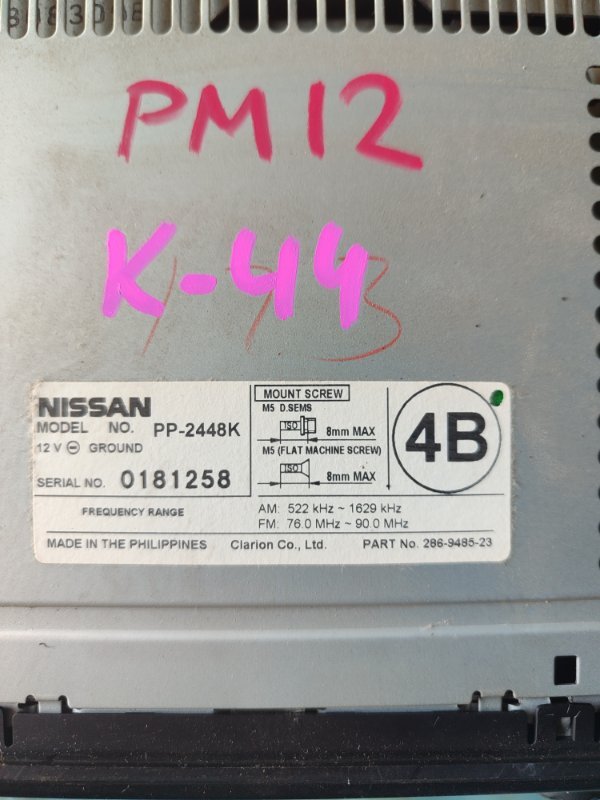 PM12
K-44
NISSAN
MODEL NO. PP-2448K
12 V ⊖ GROUND
SERIAL NO. 0181258
MOUNT SCREW
M5 D.SEMS
ISO 8mm MAX
M5 (FLAT MACHINE SCREW)
ISO 8mm MAX
4B
FREQUENCY RANGE
AM: 522 kHz ~ 1629 kHz
FM: 76.0 MHz ~ 90.0 MHz
MADE IN THE PHILIPPINES Clarion Co., Ltd. PART No. 286-9485-23